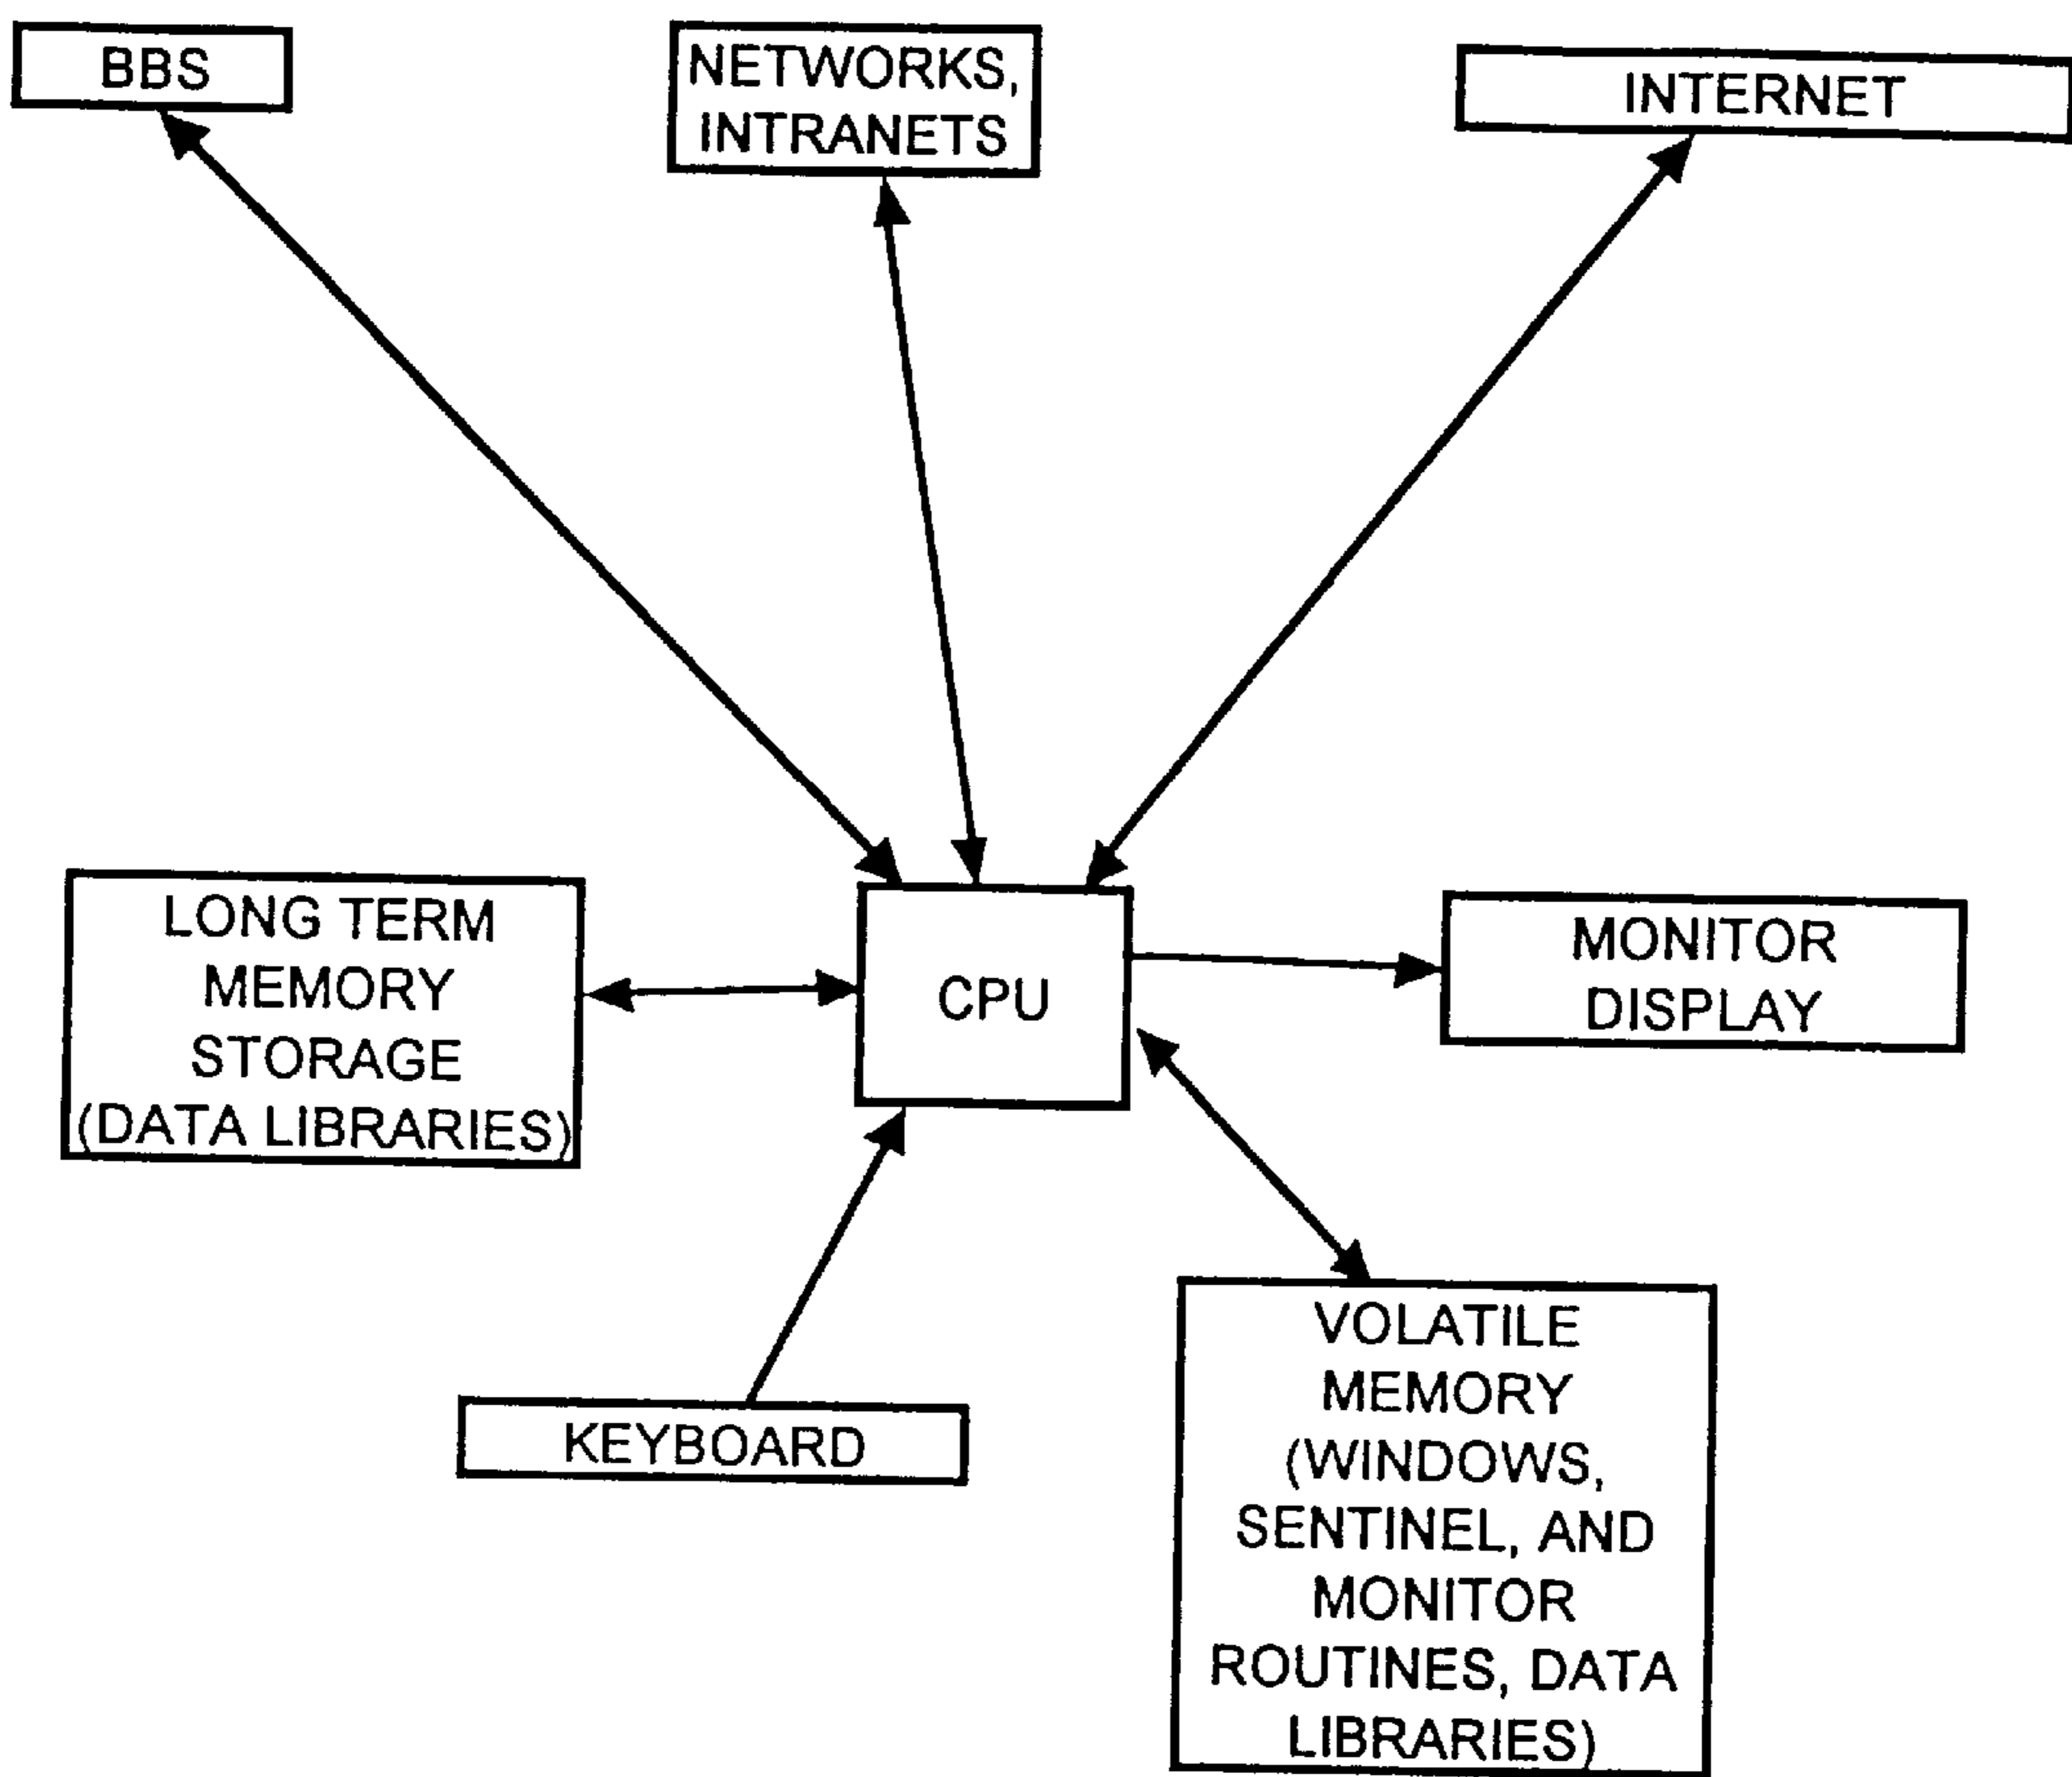 BBS
NETWORKS,
INTRANETS
INTERNET
LONG TERM
MEMORY
STORAGE
(DATA LIBRARIES)
CPU
MONITOR
DISPLAY
KEYBOARD
VOLATILE
MEMORY
(WINDOWS,
SENTINEL, AND
MONITOR
ROUTINES, DATA
LIBRARIES)